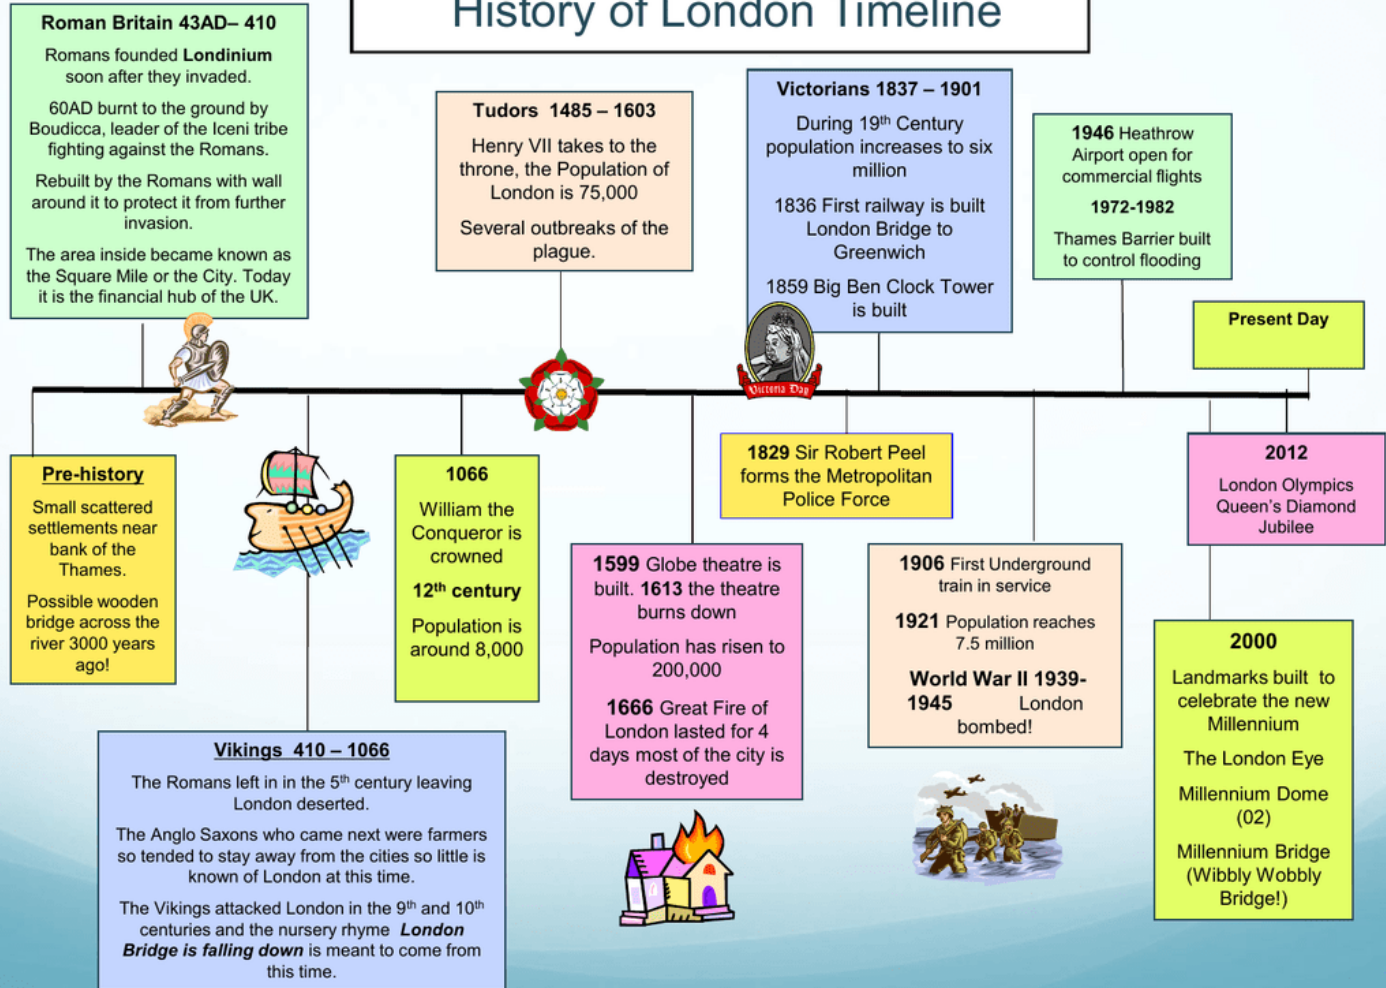 History of London Timeline
Roman Britain 43AD– 410
Romans founded Londinium
soon after they invaded.
60AD burnt to the ground by
Boudicca, leader of the Iceni tribe
fighting against the Romans.
Rebuilt by the Romans with wall
around it to protect it from further
invasion.
The area inside became known as
the Square Mile or the City. Today
it is the financial hub of the UK.
Tudors 1485 – 1603
Henry VII takes to the
throne, the Population of
London is 75,000
Several outbreaks of the
plague.
Victorians 1837 – 1901
During 19th Century
population increases to six
million
1836 First railway is built
London Bridge to
Greenwich
1859 Big Ben Clock Tower
is built
1946 Heathrow
Airport open for
commercial flights
1972-1982
Thames Barrier built
to control flooding
Present Day
Victoria Day
Pre-history
Small scattered
settlements near
bank of the
Thames.
Possible wooden
bridge across the
river 3000 years
ago!
Vikings 410 – 1066
The Romans left in in the 5th century leaving
London deserted.
The Anglo Saxons who came next were farmers
so tended to stay away from the cities so little is
known of London at this time.
The Vikings attacked London in the 9th and 10th
centuries and the nursery rhyme London
Bridge is falling down is meant to come from
this time.
1066
William the
Conqueror is
crowned
12th century
Population is
around 8,000
1599 Globe theatre is
built. 1613 the theatre
burns down
Population has risen to
200,000
1666 Great Fire of
London lasted for 4
days most of the city is
destroyed
1829 Sir Robert Peel
forms the Metropolitan
Police Force
1906 First Underground
train in service
1921 Population reaches
7.5 million
World War II 1939-
1945 London
bombed!
2012
London Olympics
Queen's Diamond
Jubilee
2000
Landmarks built to
celebrate the new
Millennium
The London Eye
Millennium Dome
(02)
Millennium Bridge
(Wibbly Wobbly
Bridge!)